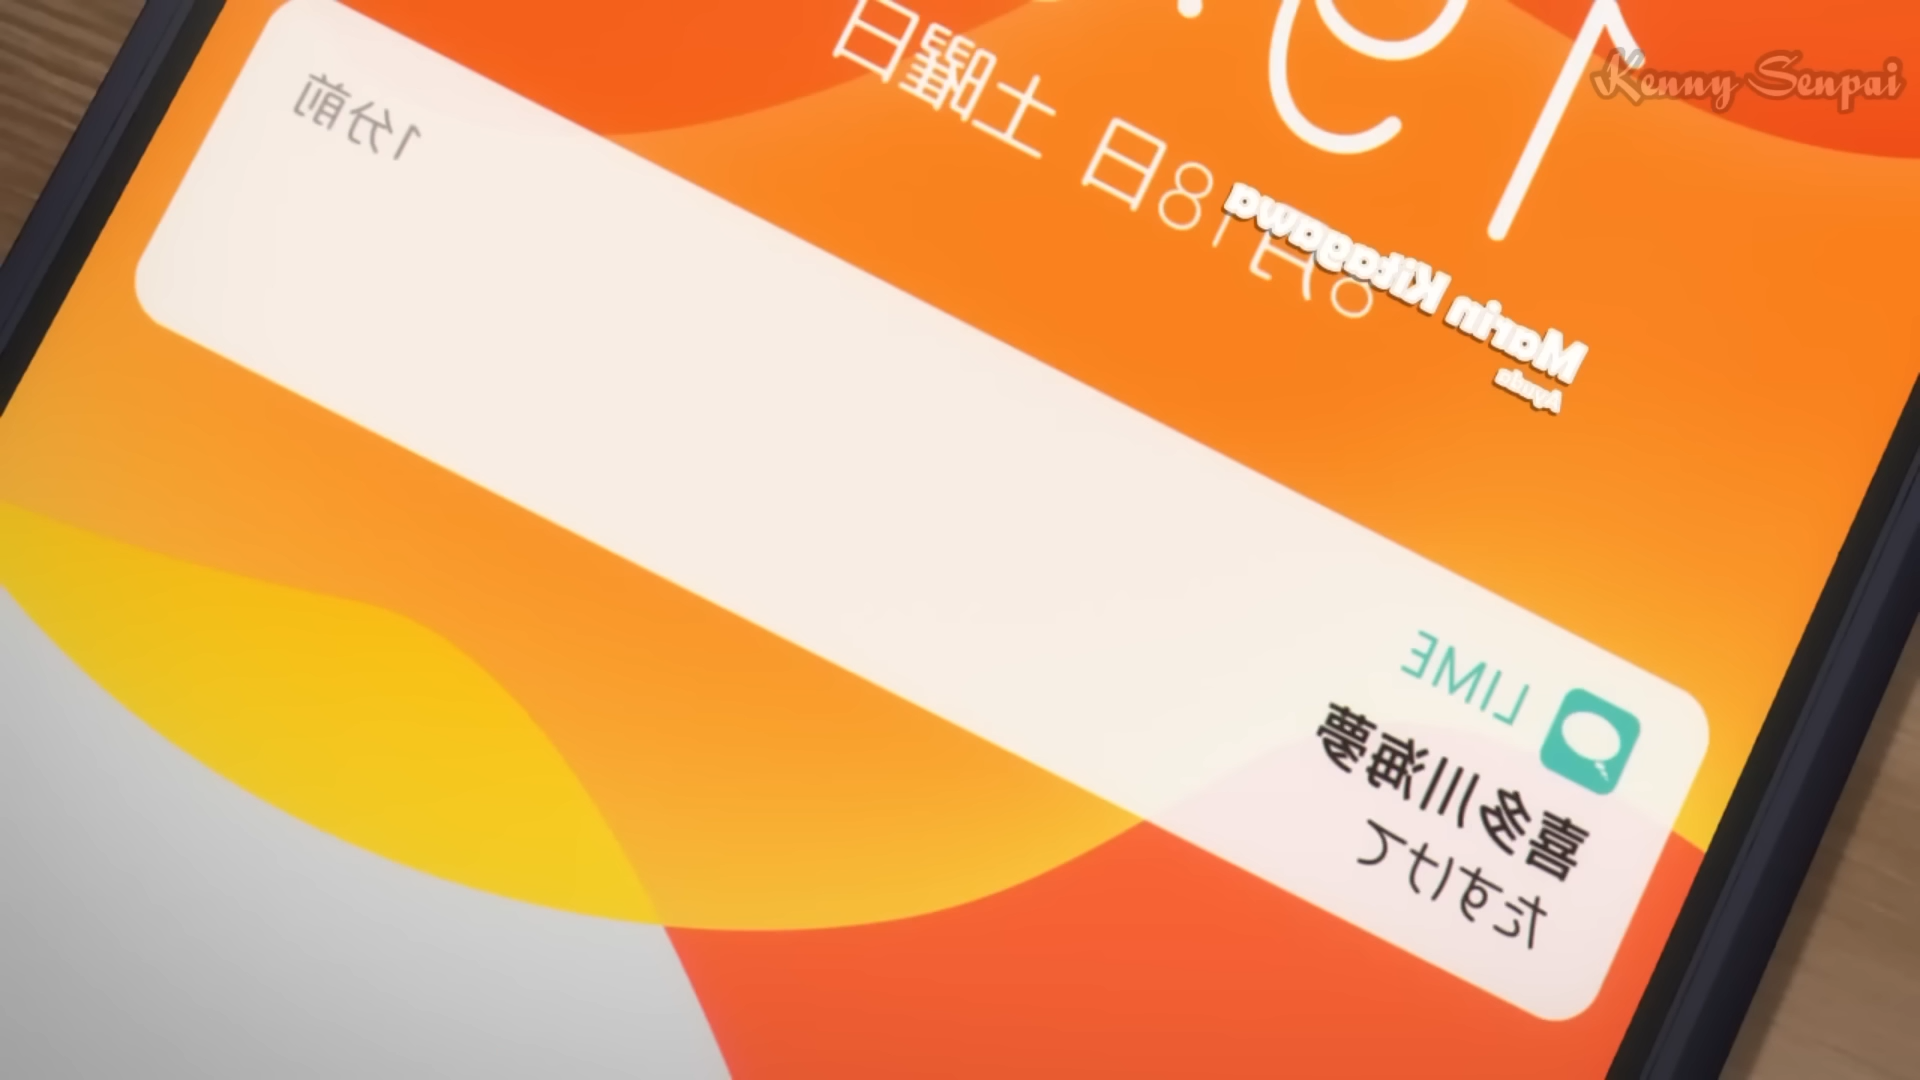 Kenny Senpai
9月18日 土曜日
Marin Kitagawa
Ayuda
1分前
LIME
喜多川海夢
たすけて